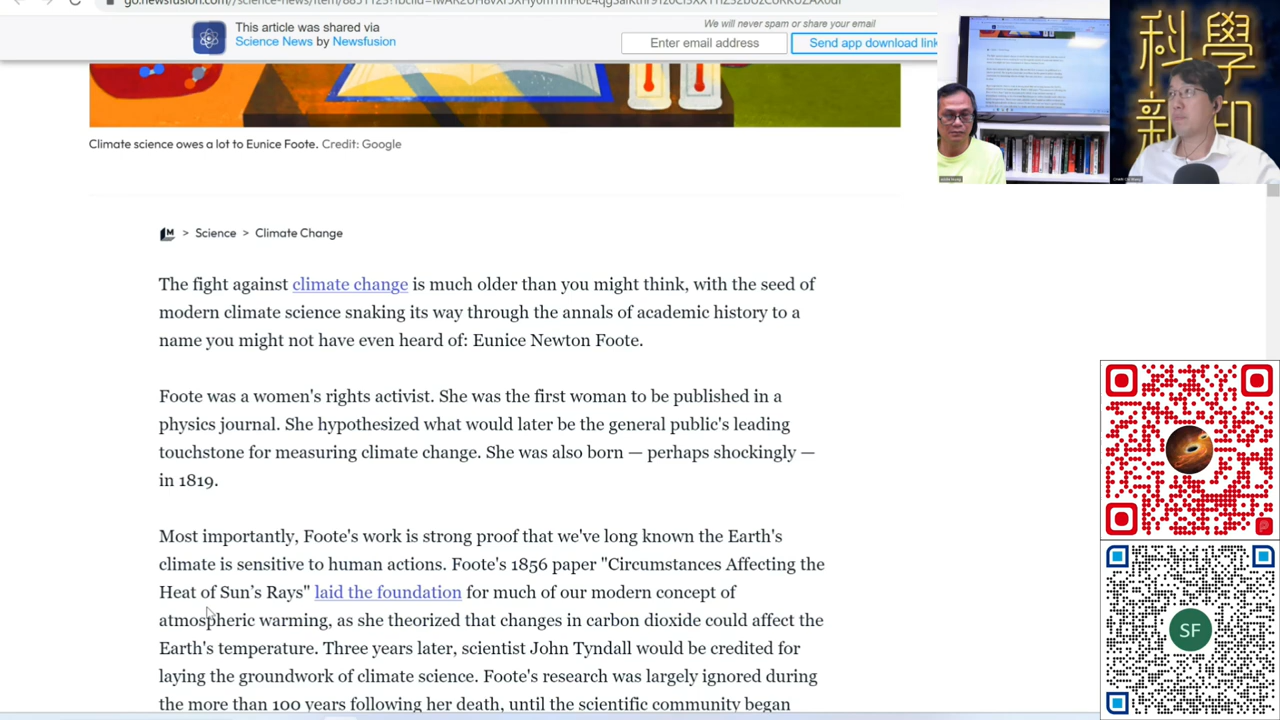 This article was shared via
Science News by Newsfusion
We will never spam or share your email
Enter email address
Send app download link
科學
新知
Climate science owes a lot to Eunice Foote. Credit: Google
> Science > Climate Change
The fight against climate change is much older than you might think, with the seed of
modern climate science snaking its way through the annals of academic history to a
name you might not have even heard of: Eunice Newton Foote.
Foote was a women's rights activist. She was the first woman to be published in a
physics journal. She hypothesized what would later be the general public's leading
touchstone for measuring climate change. She was also born — perhaps shockingly —
in 1819.
Most importantly, Foote's work is strong proof that we've long known the Earth's
climate is sensitive to human actions. Foote's 1856 paper "Circumstances Affecting the
Heat of Sun's Rays" laid the foundation for much of our modern concept of
atmospheric warming, as she theorized that changes in carbon dioxide could affect the
Earth's temperature. Three years later, scientist John Tyndall would be credited for
laying the groundwork of climate science. Foote's research was largely ignored during
the more than 100 years following her death, until the scientific community began
SF